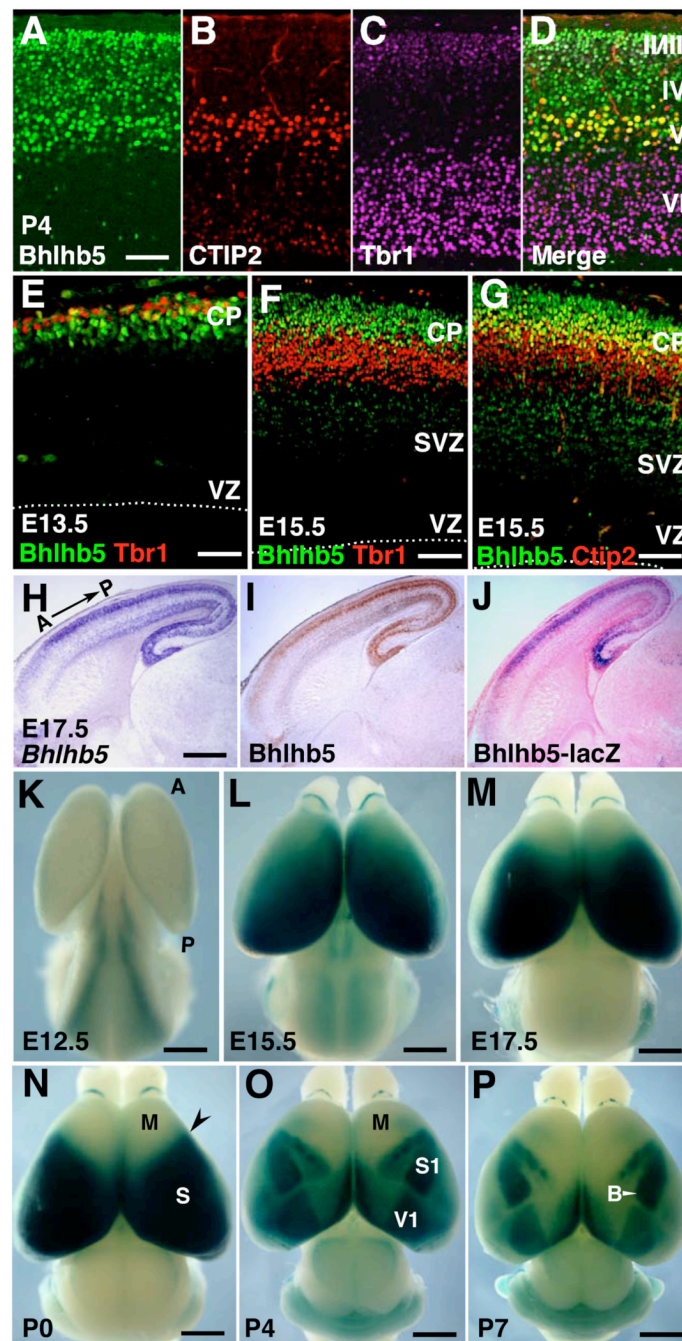 A
B
C
D
II/III
IV
V
VI
P4
Bhlhb5
CTIP2
Tbr1
Merge
E
F
G
CP
CP
CP
SVZ
SVZ
VZ
VZ
VZ
E13.5
E15.5
E15.5
Bhlhb5 Tbr1
Bhlhb5 Tbr1
Bhlhb5 Ctip2
H
A
P
I
J
E17.5
Bhlhb5
Bhlhb5
Bhlhb5-lacZ
K
A
P
L
M
E12.5
E15.5
E17.5
N
M
S
O
M
S1
V1
P
B
P0
P4
P7